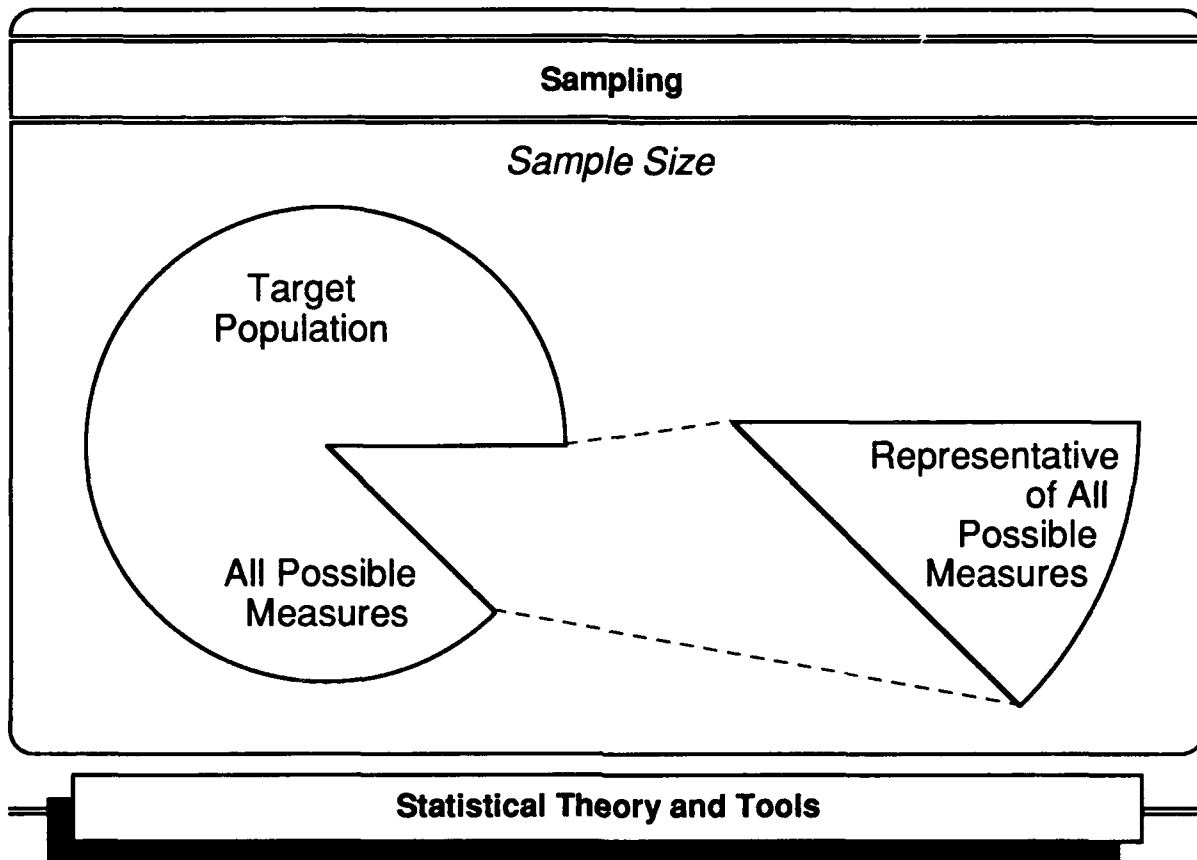 Sampling
Sample Size
Target
Population
All Possible
Measures
Representative
of All
Possible
Measures
Statistical Theory and Tools